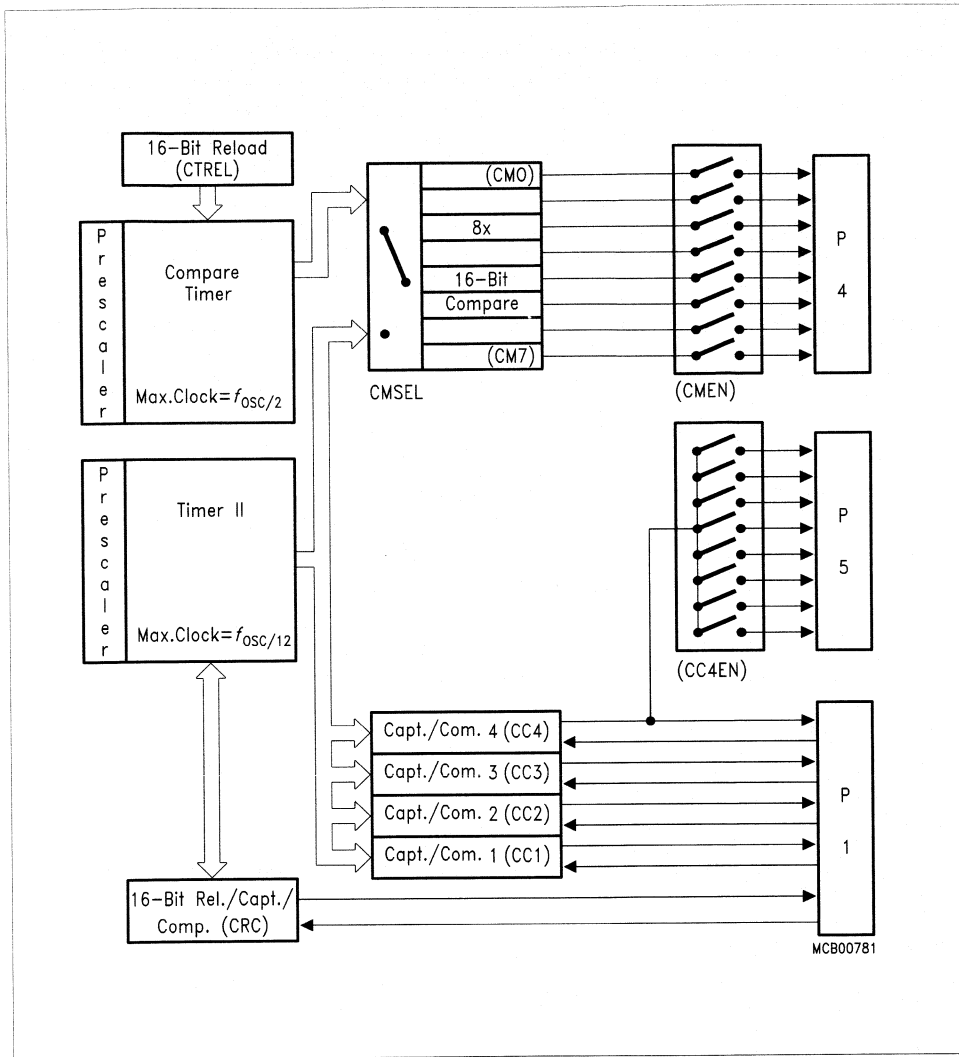 16-Bit Reload
(CTREL)
Prescaler
Compare
Timer
Max.Clock=fOSC/2
(CM0)
8x
16-Bit
Compare
(CM7)
CMSEL
(CMEN)
P
4
Prescaler
Timer II
Max.Clock=fOSC/12
(CC4EN)
P
5
Capt./Com. 4 (CC4)
Capt./Com. 3 (CC3)
Capt./Com. 2 (CC2)
Capt./Com. 1 (CC1)
P
1
16-Bit Rel./Capt./
Comp. (CRC)
MCB00781